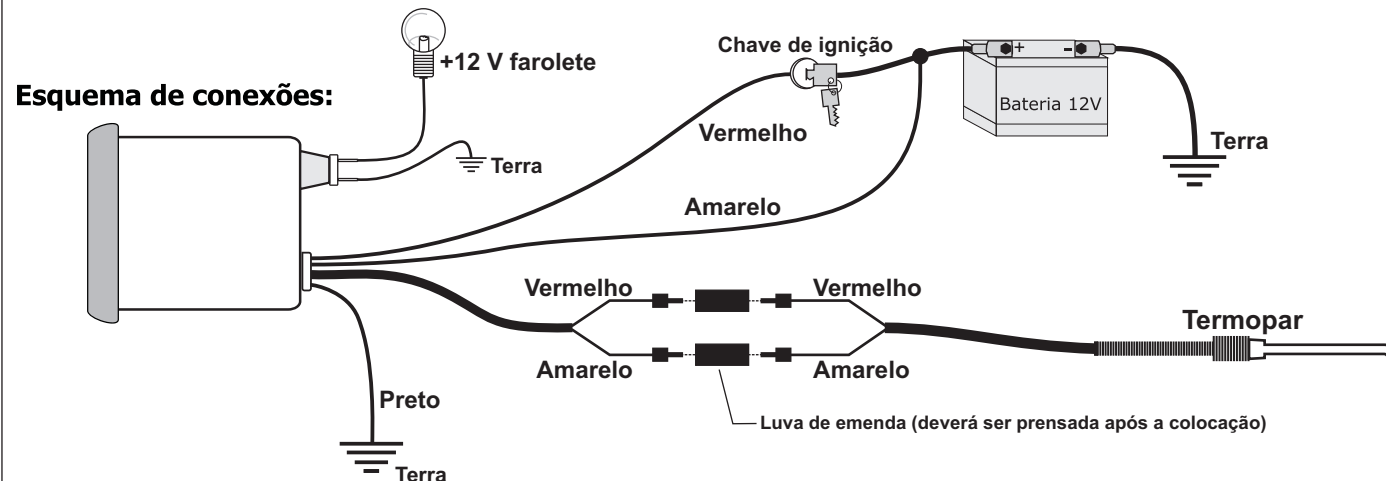 +12 V farolete
Chave de ignição
+ -
Esquema de conexões:
Bateria 12V
Vermelho
Terra
Terra
Amarelo
Vermelho
Vermelho
Termopar
Amarelo
Amarelo
Preto
Luva de emenda (deverá ser prensada após a colocação)
Terra